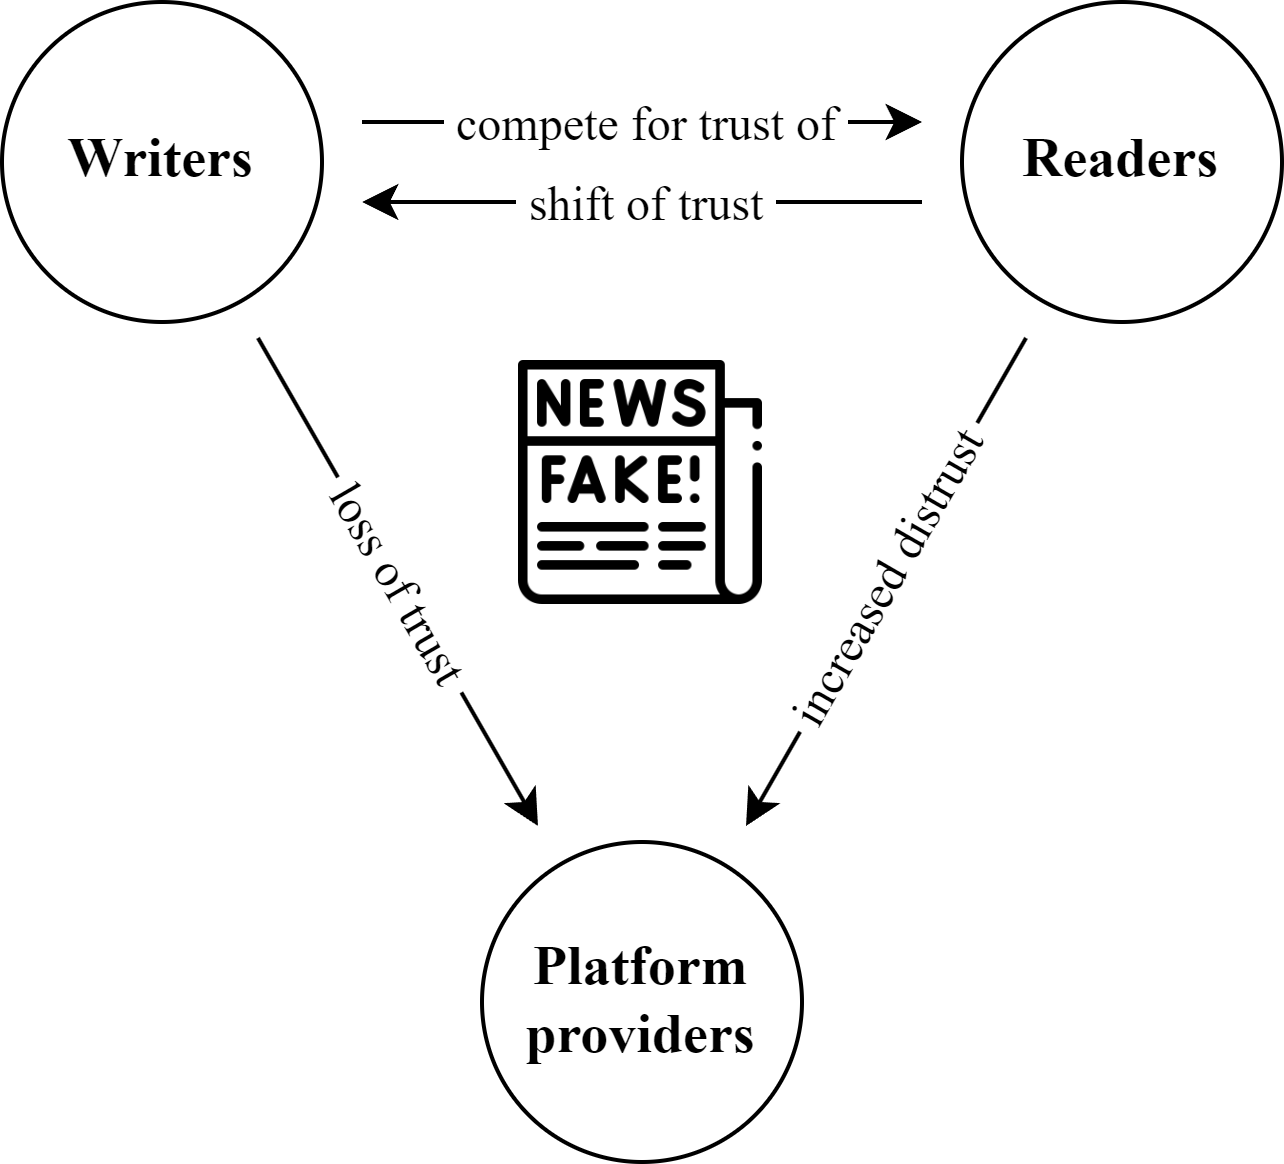 Writers
compete for trust of
Readers
shift of trust
NEWS
FAKE!
loss of trust
increased distrust
Platform
providers